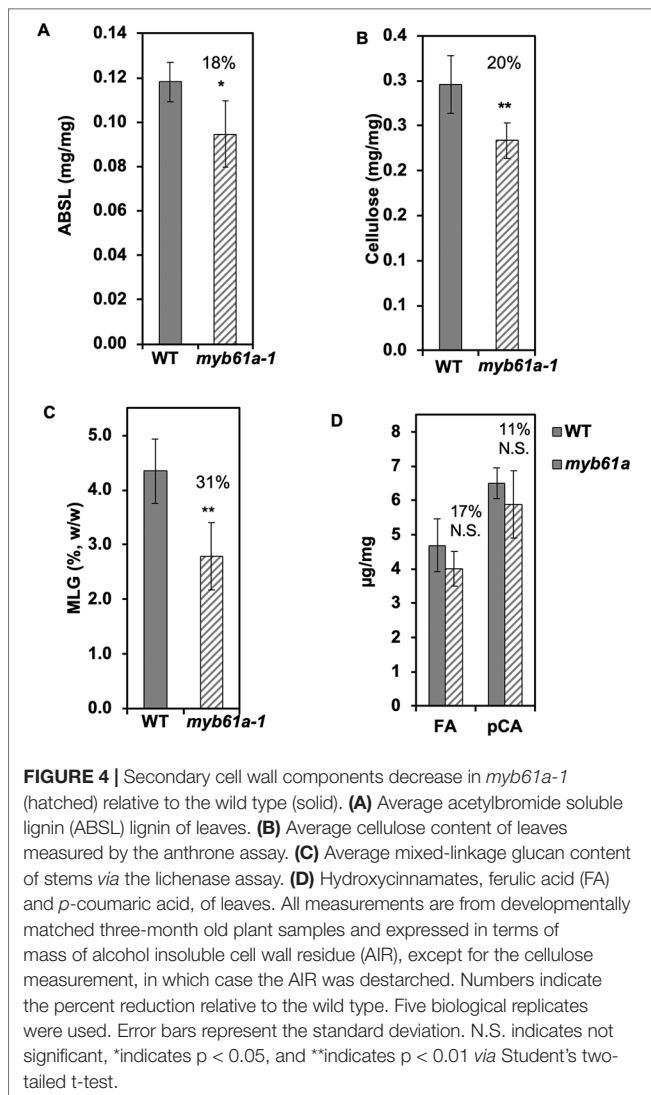 A
18%
*
0.14
0.12
0.10
0.08
0.06
0.04
0.02
0.00
ABSL (mg/mg)
WT
myb61a-1
B
20%
**
0.4
0.3
0.3
0.2
0.2
0.1
0.1
0.0
Cellulose (mg/mg)
WT
myb61a-1
C
31%
**
5.0
4.0
3.0
2.0
1.0
0.0
MLG (%, w/w)
WT
myb61a-1
D
17%
N.S.
11%
N.S.
8
7
6
5
4
3
2
1
0
µg/mg
FA
pCA
WT
myb61a
FIGURE 4 | Secondary cell wall components decrease in myb61a-1
(hatched) relative to the wild type (solid). (A) Average acetylbromide soluble
lignin (ABSL) lignin of leaves. (B) Average cellulose content of leaves
measured by the anthrone assay. (C) Average mixed-linkage glucan content
of stems via the lichenase assay. (D) Hydroxycinnamates, ferulic acid (FA)
and p-coumaric acid, of leaves. All measurements are from developmentally
matched three-month old plant samples and expressed in terms of
mass of alcohol insoluble cell wall residue (AIR), except for the cellulose
measurement, in which case the AIR was destarched. Numbers indicate
the percent reduction relative to the wild type. Five biological replicates
were used. Error bars represent the standard deviation. N.S. indicates not
significant, *indicates p < 0.05, and **indicates p < 0.01 via Student's two-
tailed t-test.